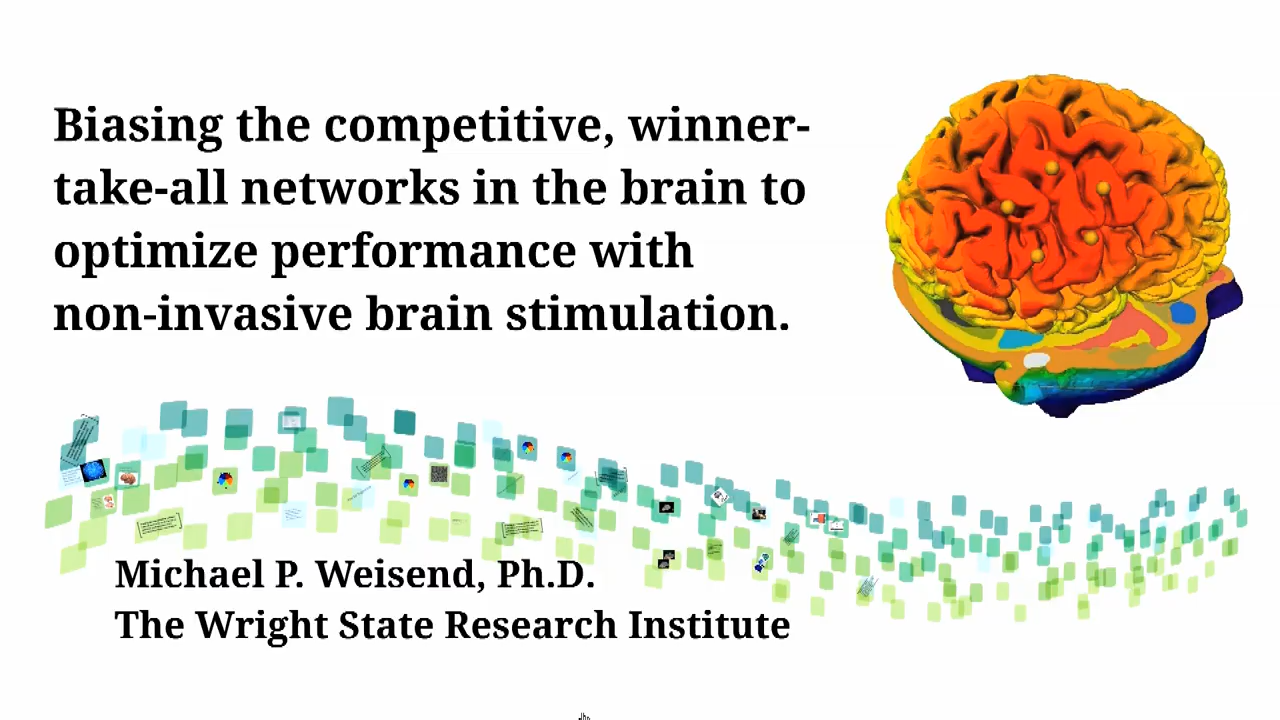 Biasing the competitive, winner-
take-all networks in the brain to
optimize performance with
non-invasive brain stimulation.
Michael P. Weisend, Ph.D.
The Wright State Research Institute